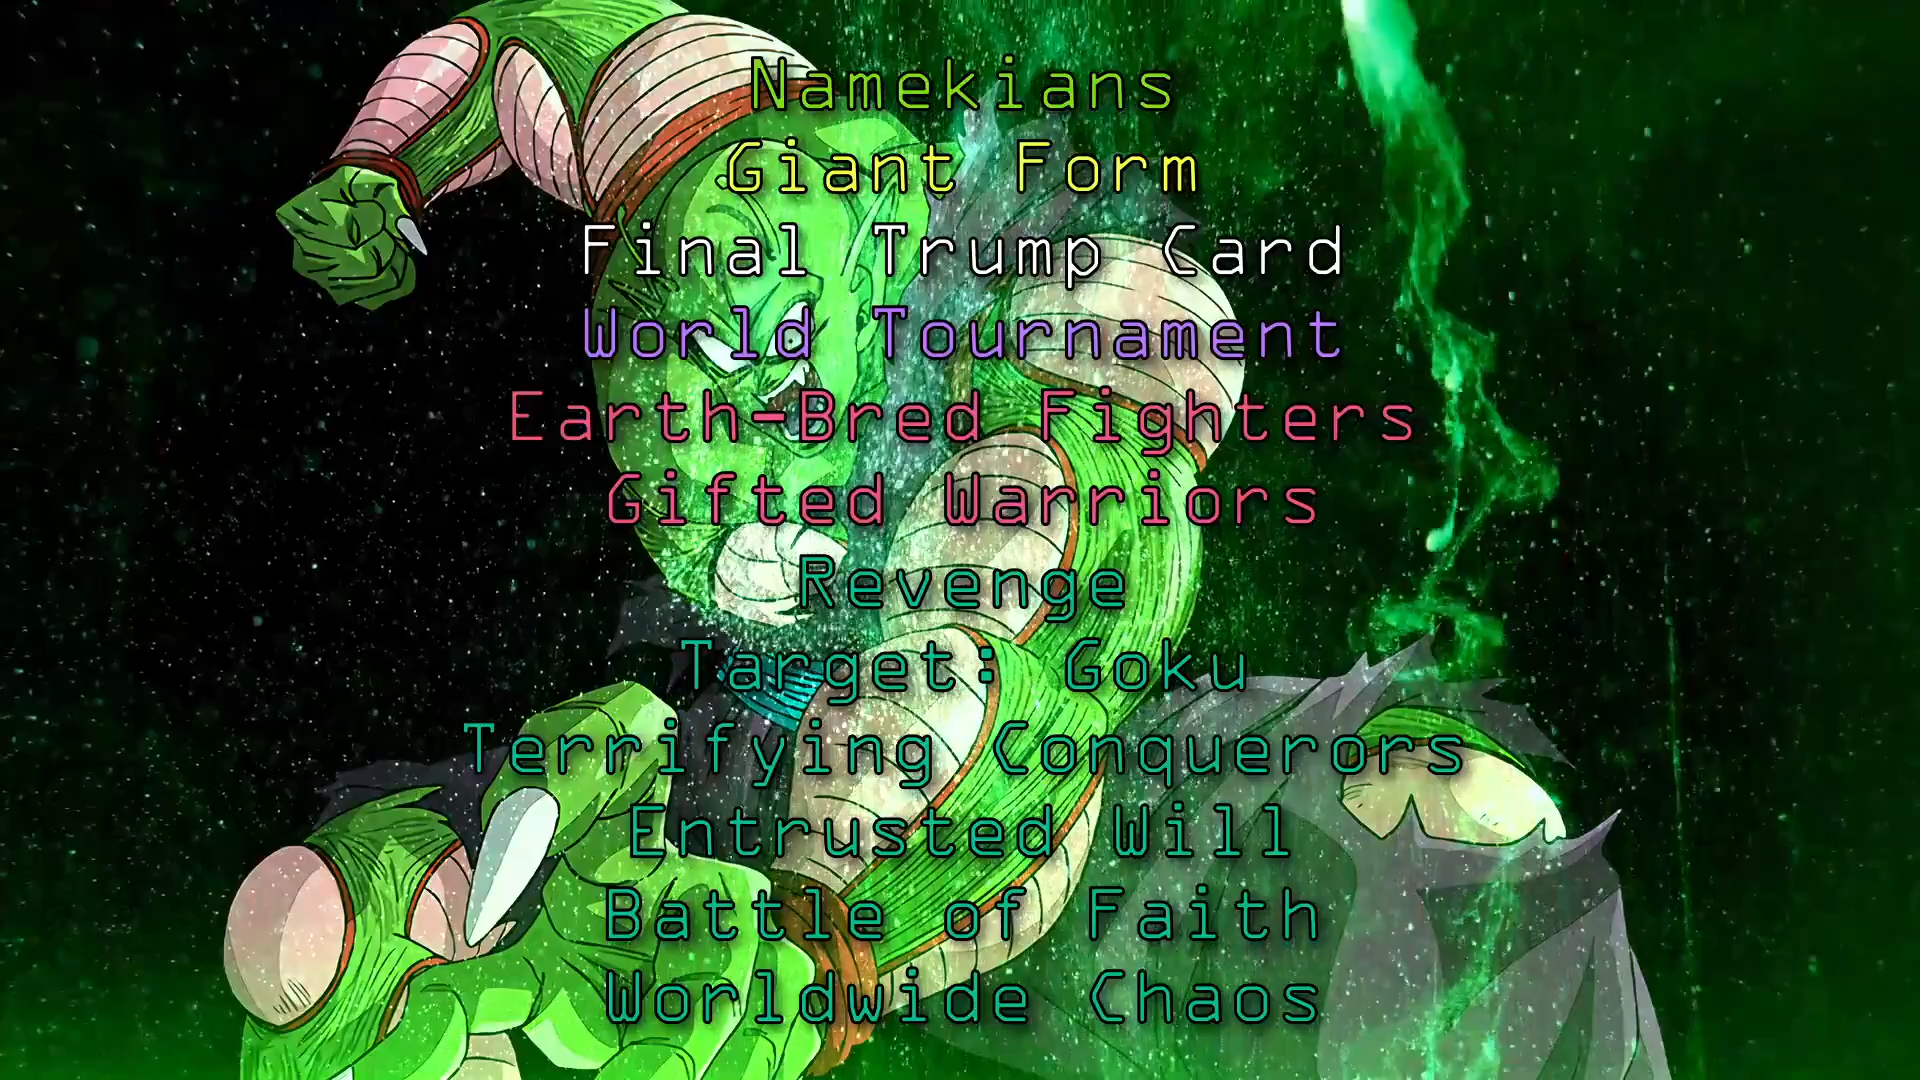 Namekians
Giant Form
Final Trump Card
World Tournament
Earth-Bred Fighters
Gifted Warriors
Revenge
Target: Goku
Terrifying Conquerors
Entrusted Will
Battle of Faith
Worldwide Chaos